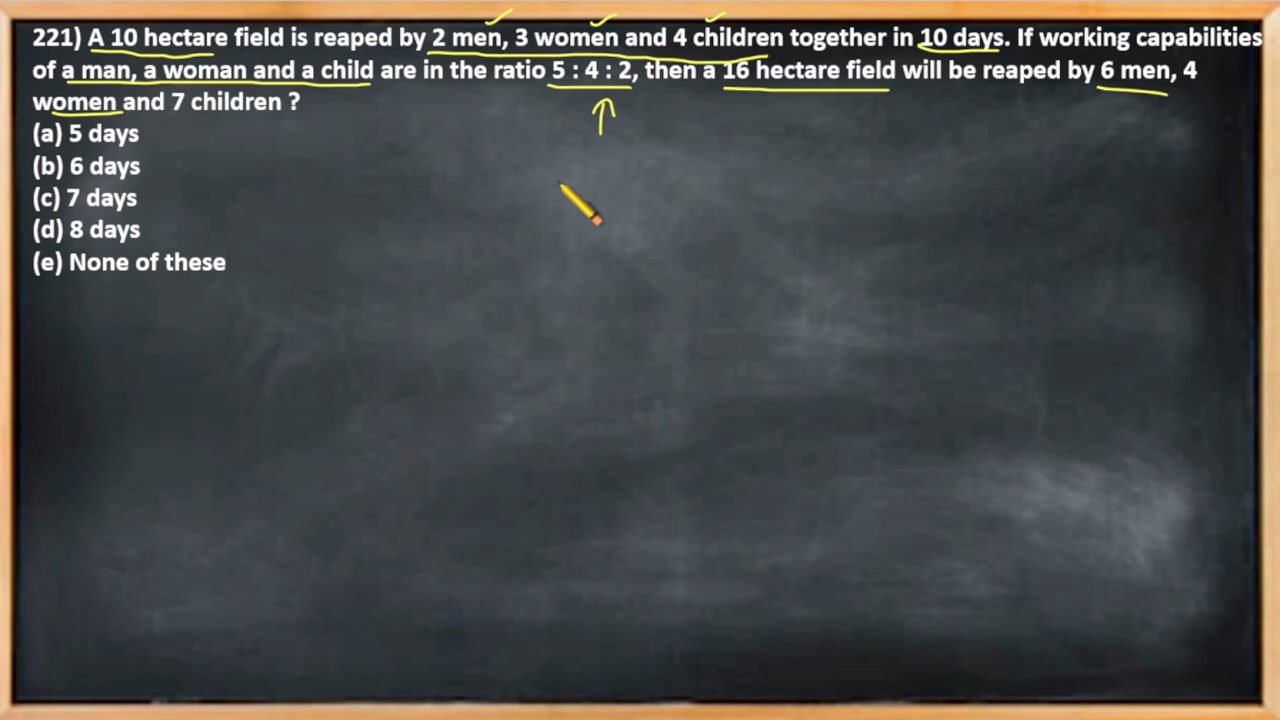 221) A 10 hectare field is reaped by 2 men, 3 women and 4 children together in 10 days. If working capabilities
of a man, a woman and a child are in the ratio 5 : 4 : 2, then a 16 hectare field will be reaped by 6 men, 4
women and 7 children ?
(a) 5 days
(b) 6 days
(c) 7 days
(d) 8 days
(e) None of these